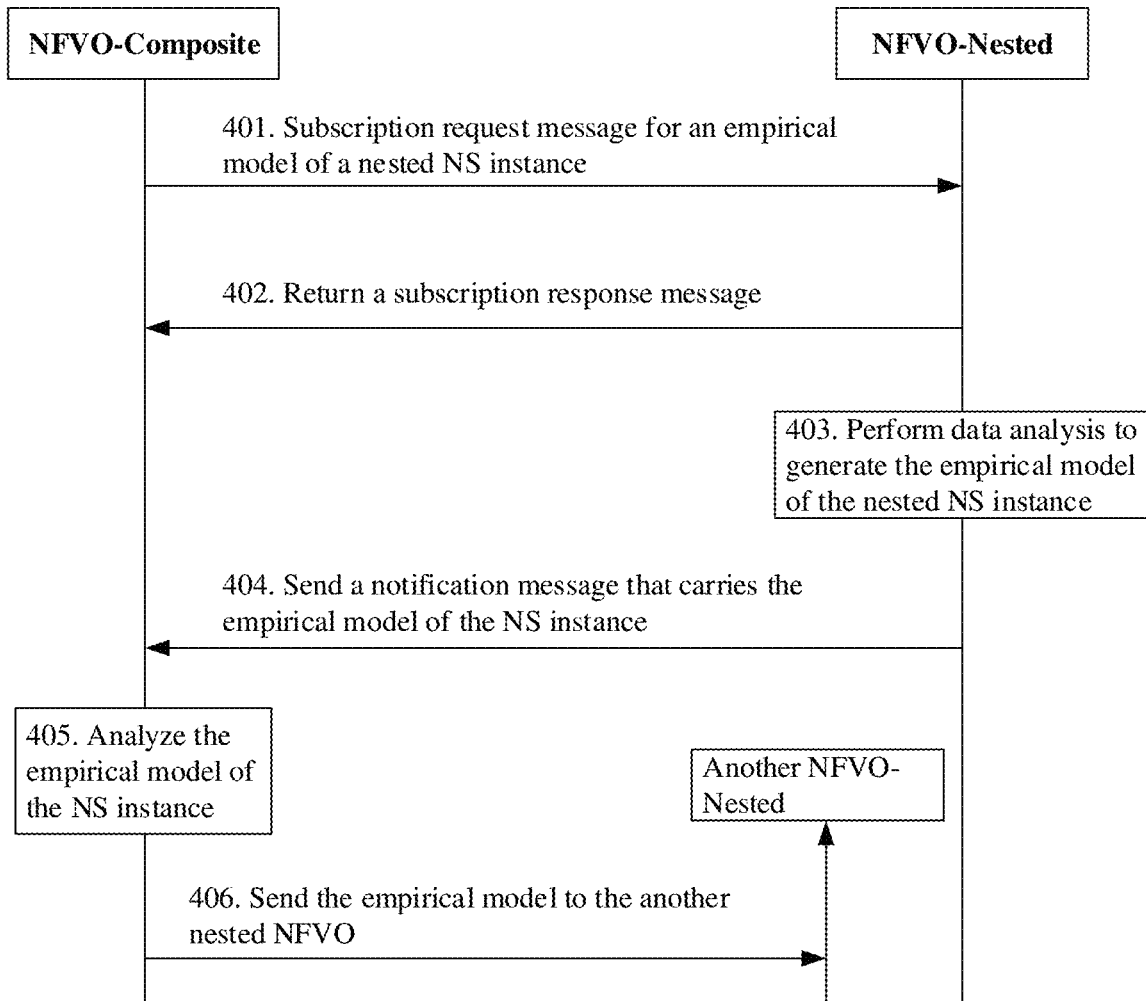 NFVO-Composite
NFVO-Nested
401. Subscription request message for an empirical
model of a nested NS instance
402. Return a subscription response message
403. Perform data analysis to
generate the empirical model
of the nested NS instance
404. Send a notification message that carries the
empirical model of the NS instance
405. Analyze the
empirical model of
the NS instance
Another NFVO-
Nested
406. Send the empirical model to the another
nested NFVO